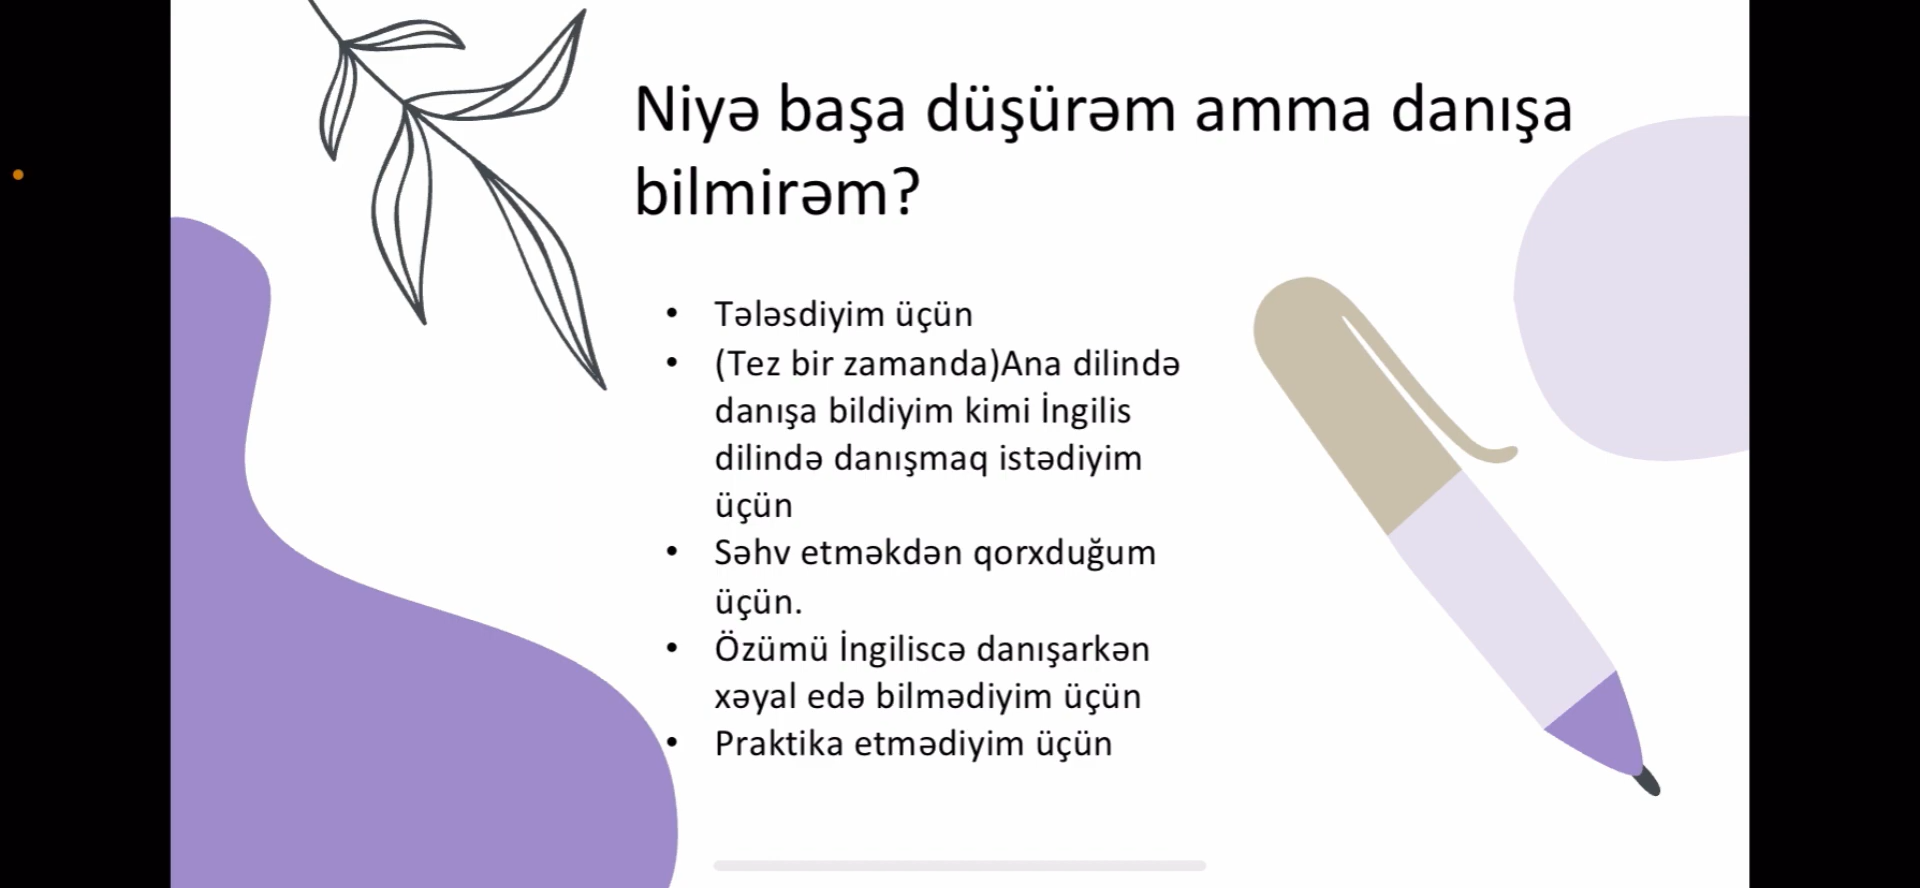 Niyə başa düşürəm amma danışa
bilmirəm?
• Tələsdiyim üçün
• (Tez bir zamanda)Ana dilində
danışa bildiyim kimi İngilis
dilində danışmaq istədiyim
üçün
• Səhv etməkdən qorxduğum
üçün.
• Özümü İngiliscə danışarkən
xəyal edə bilmədiyim üçün
• Praktika etmədiyim üçün